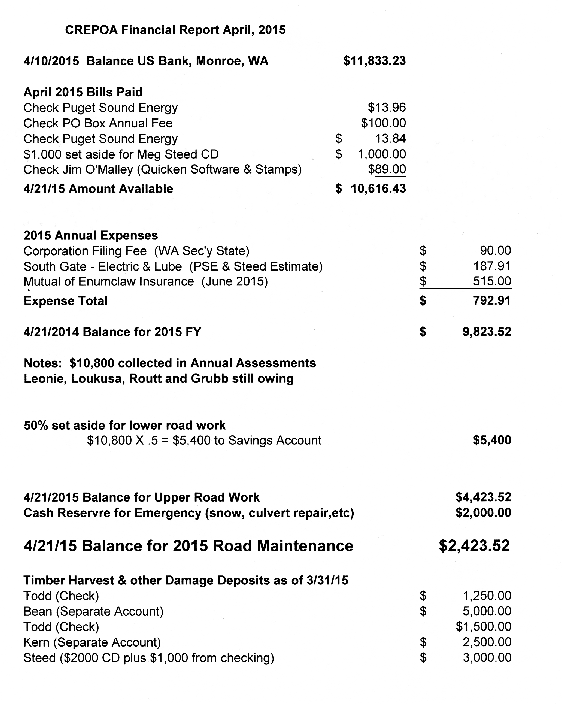 CREPOA Financial Report April, 2015
4/10/2015 Balance US Bank, Monroe, WA $11,833.23
April 2015 Bills Paid
Check Puget Sound Energy $13.96
Check PO Box Annual Fee $100.00
Check Puget Sound Energy $ 13.84
$1.000 set aside for Meg Steed CD $ 1,000.00
Check Jim O'Malley (Quicken Software & Stamps) $89.00
4/21/15 Amount Available $ 10,616.43
2015 Annual Expenses
Corporation Filing Fee (WA Sec'y State) $ 90.00
South Gate - Electric & Lube (PSE & Steed Estimate) $ 187.91
Mutual of Enumclaw Insurance (June 2015) $ 515.00
Expense Total $ 792.91
4/21/2014 Balance for 2015 FY $ 9,823.52
Notes: $10,800 collected in Annual Assessments
Leonie, Loukusa, Routt and Grubb still owing
50% set aside for lower road work
$10,800 X .5 = $5,400 to Savings Account $5,400
4/21/2015 Balance for Upper Road Work $4,423.52
Cash Reservre for Emergency (snow, culvert repair,etc) $2,000.00
4/21/15 Balance for 2015 Road Maintenance $2,423.52
Timber Harvest & other Damage Deposits as of 3/31/15
Todd (Check) $ 1,250.00
Bean (Separate Account) $ 5,000.00
Todd (Check) $1,500.00
Kern (Separate Account) $ 2,500.00
Steed ($2000 CD plus $1,000 from checking) $ 3,000.00